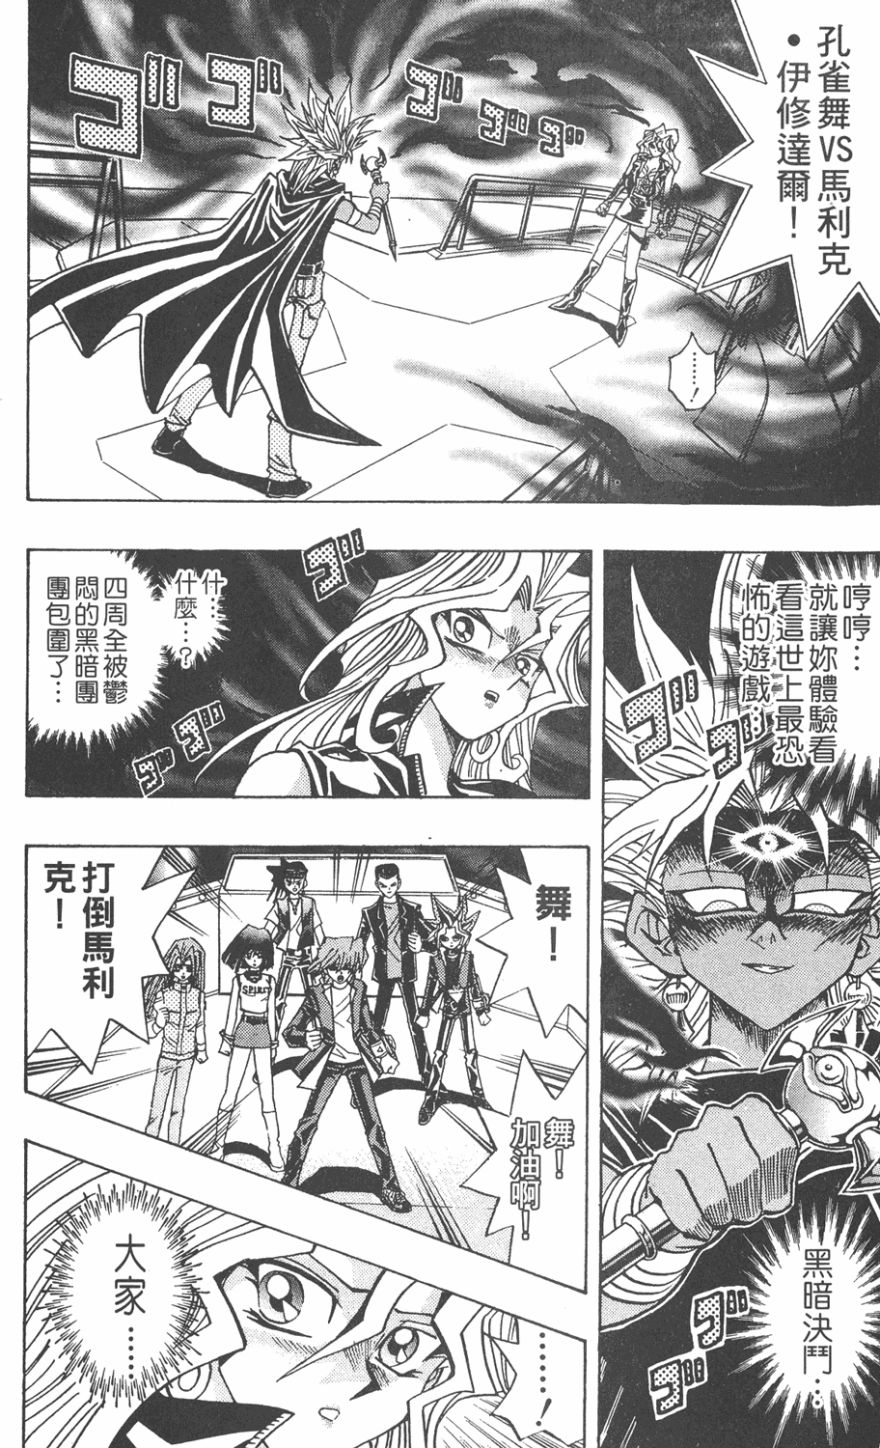 孔雀舞VS馬利克
•伊修達爾！
ゴゴゴゴゴゴ
……！
哼哼…
就讓妳體驗看
看這世上最恐
怖的遊戲…
ゴゴ
黑暗決鬥…
ゴゴ
ゴゴ
什…
什麼…？
四周全被鬱
悶的黑暗團
團包圍了…
ゴゴゴ
舞！
打倒馬利
克！
SPIRIT
舞！
加油啊！
……！
大家……